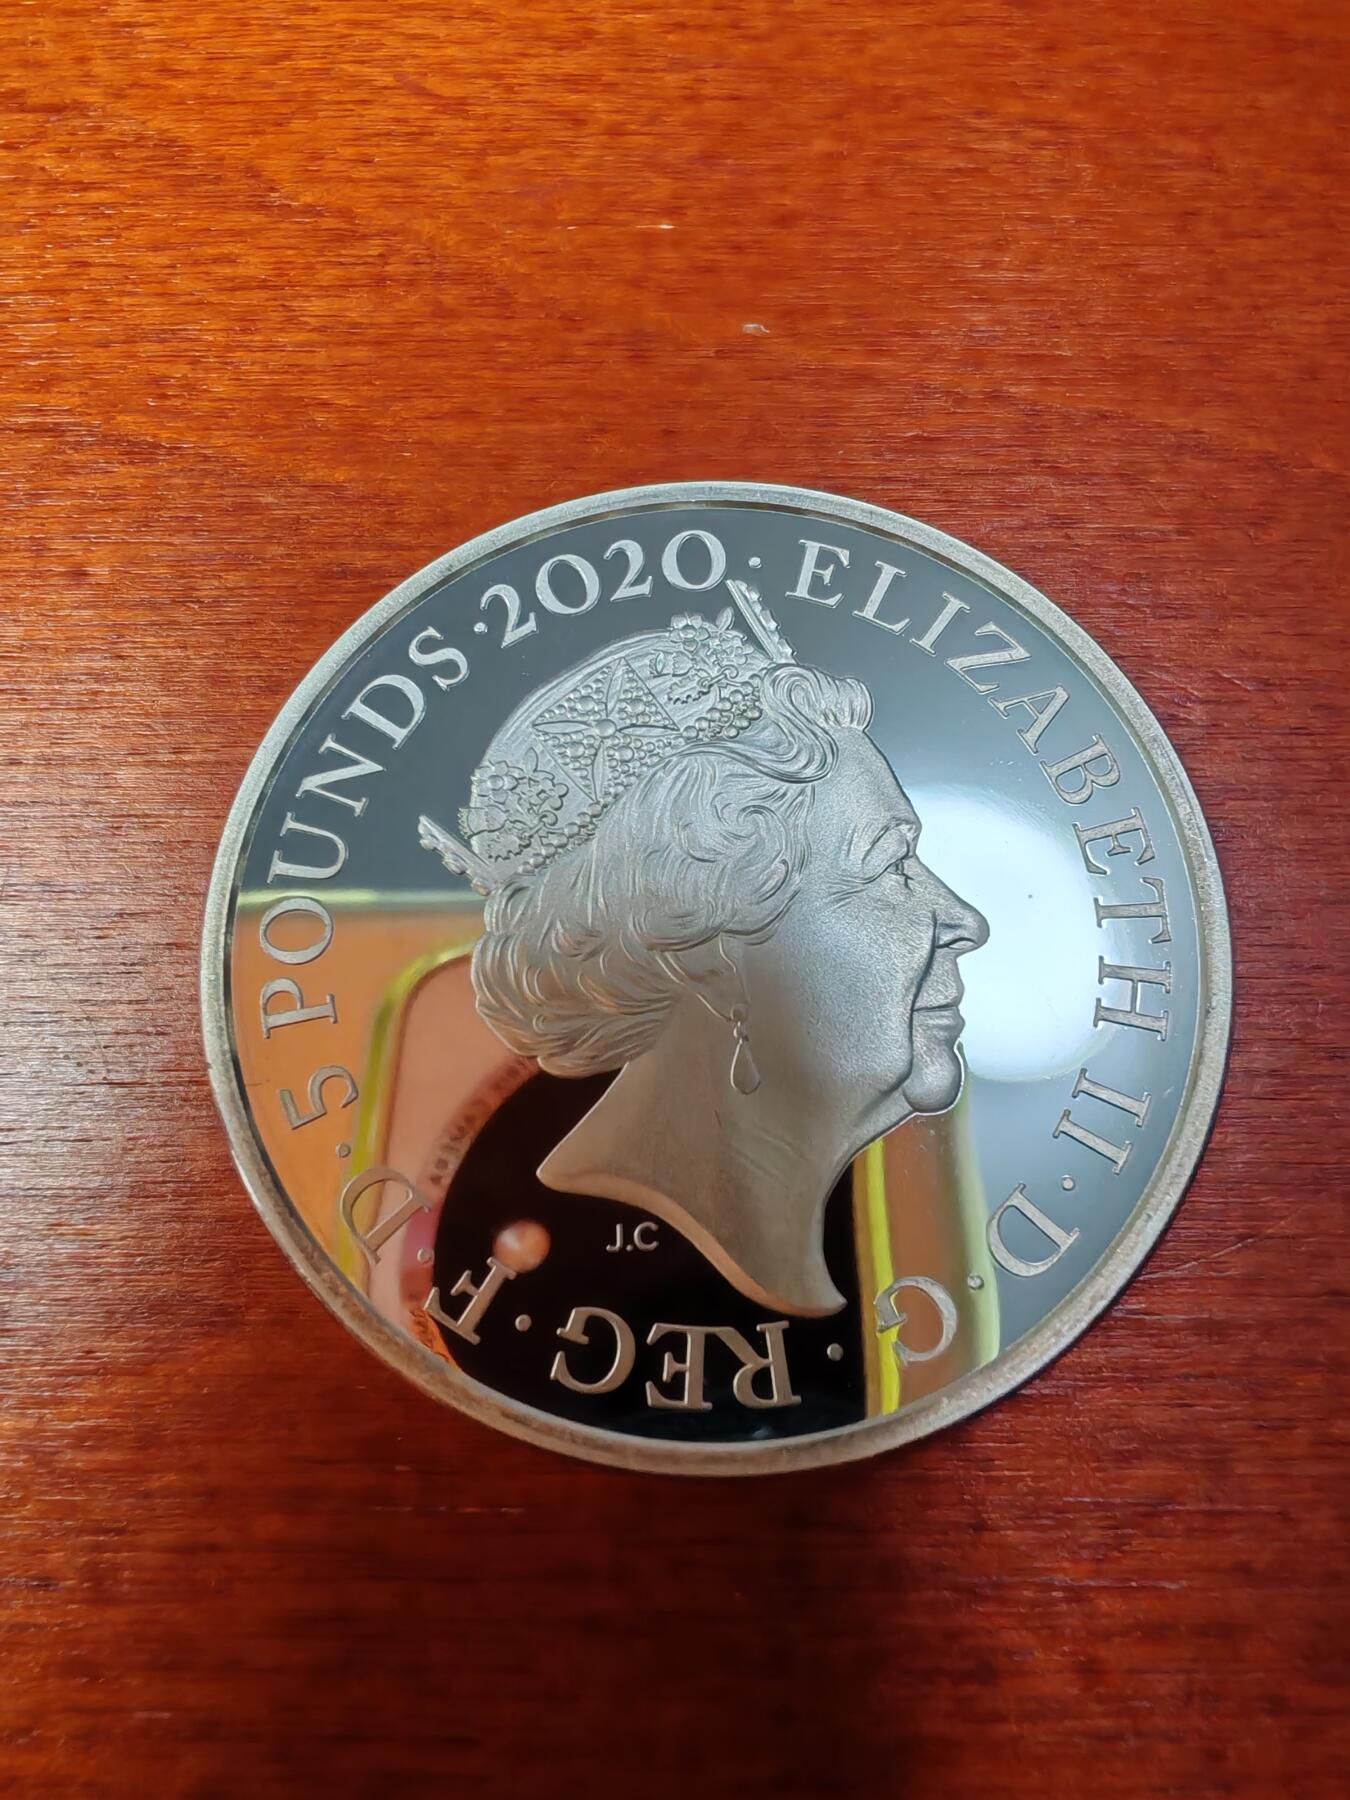 ELIZABETH II · D · G · REG · F · D · 5 POUNDS · 2020 ·
J.C